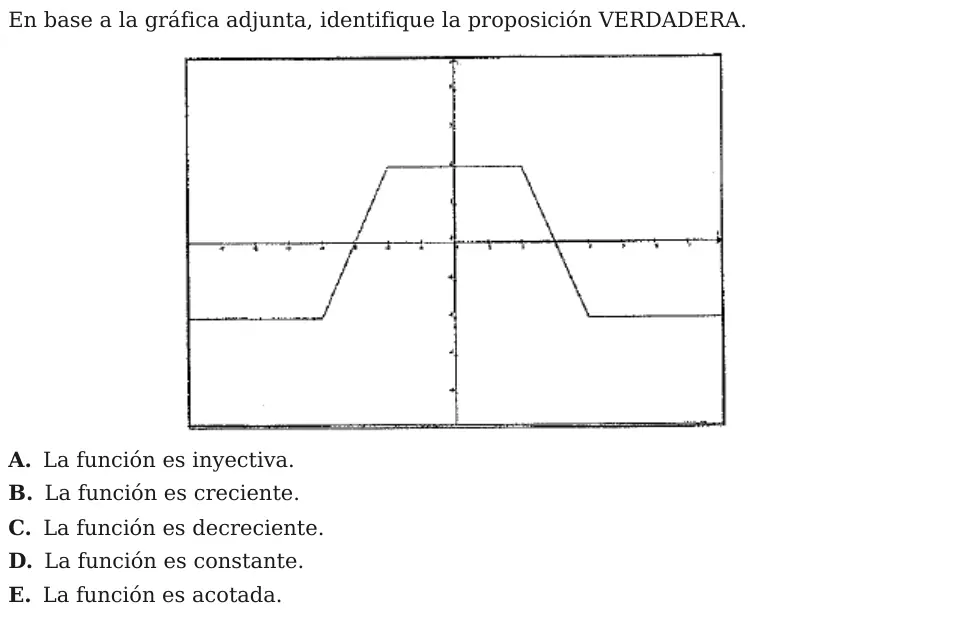 En base a la gráfica adjunta, identifique la proposición VERDADERA.
A. La función es inyectiva.
B. La función es creciente.
C. La función es decreciente.
D. La función es constante.
E. La función es acotada.